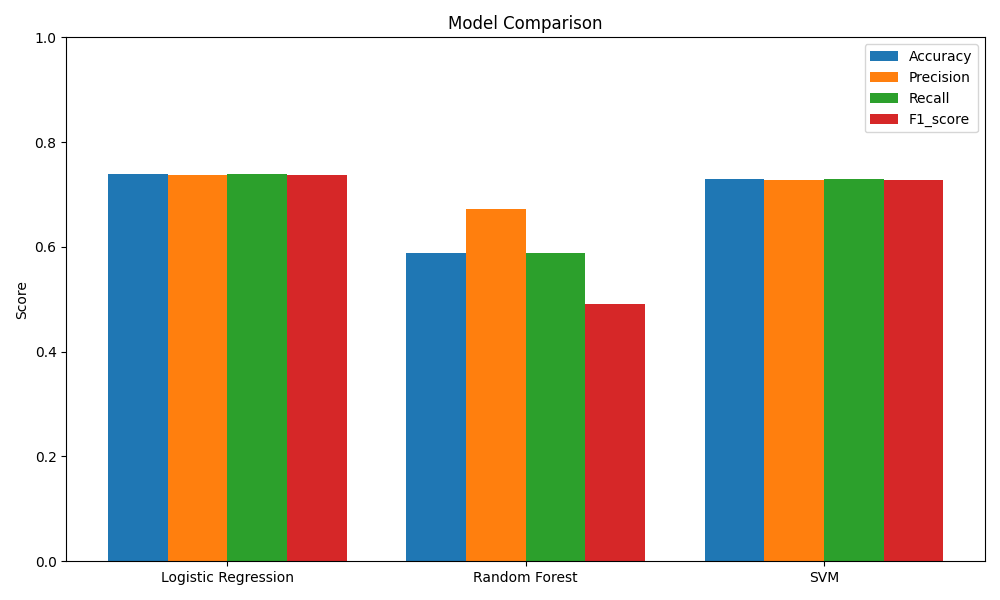 Model Comparison
1.0
0.8
0.6
0.4
0.2
0.0
Score
Accuracy
Precision
Recall
F1_score
Logistic Regression
Random Forest
SVM